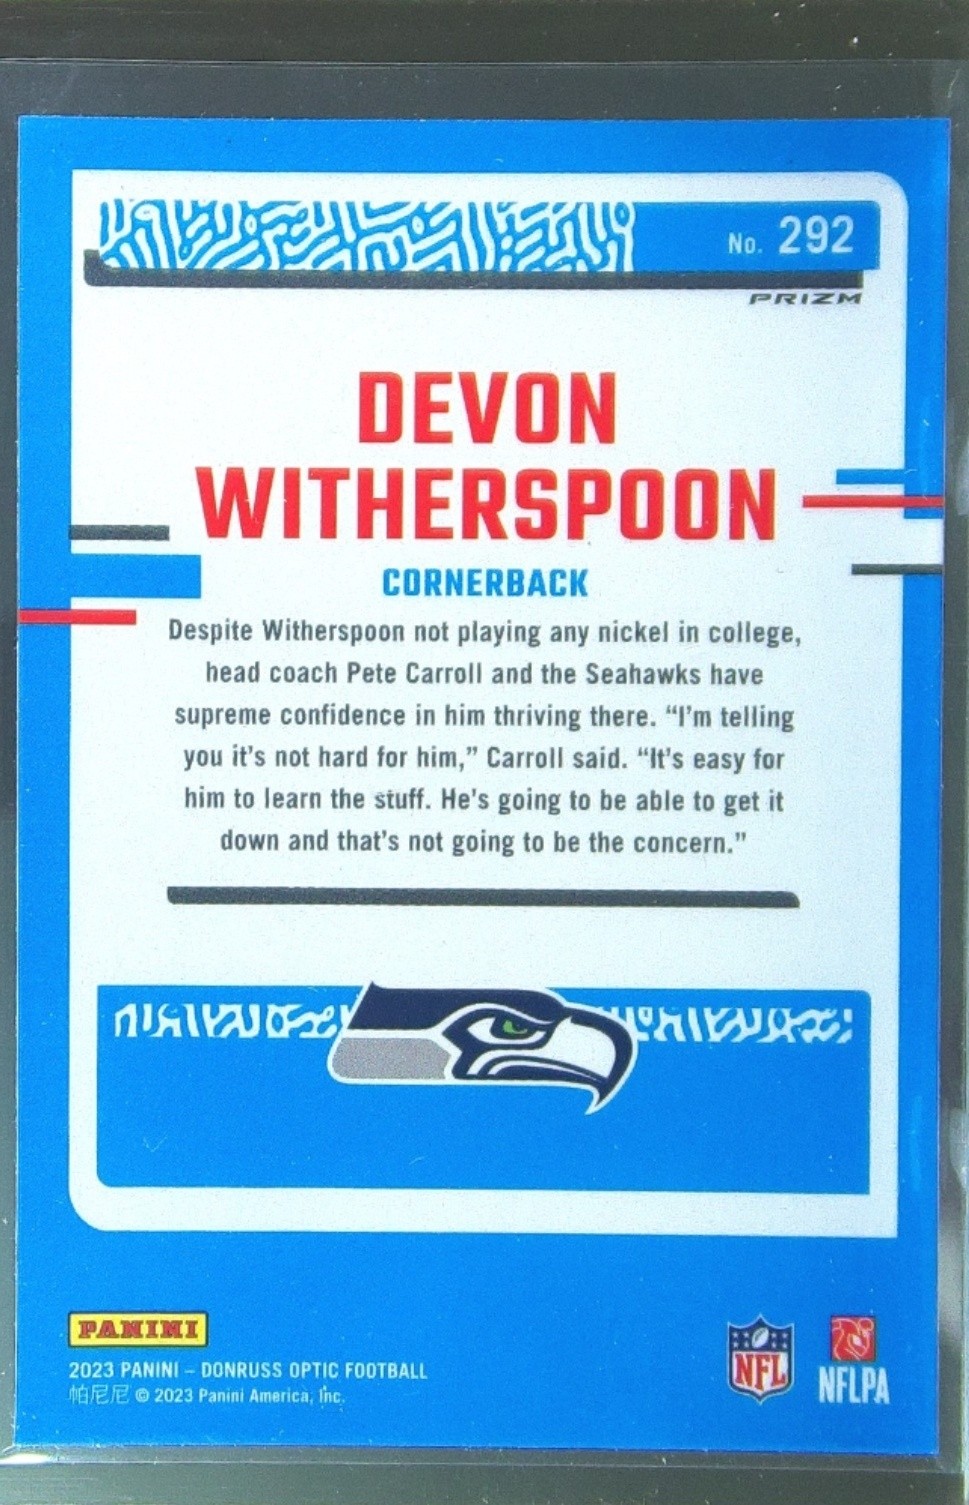 No. 292
PRIZM
DEVON
WITHERSPOON
CORNERBACK
Despite Witherspoon not playing any nickel in college,
head coach Pete Carroll and the Seahawks have
supreme confidence in him thriving there. “I'm telling
you it's not hard for him,” Carroll said. “It's easy for
him to learn the stuff. He's going to be able to get it
down and that's not going to be the concern.”
PANINI
2023 PANINI – DONRUSS OPTIC FOOTBALL
帕尼尼 © 2023 Panini America, Inc.
NFL
NFLPA